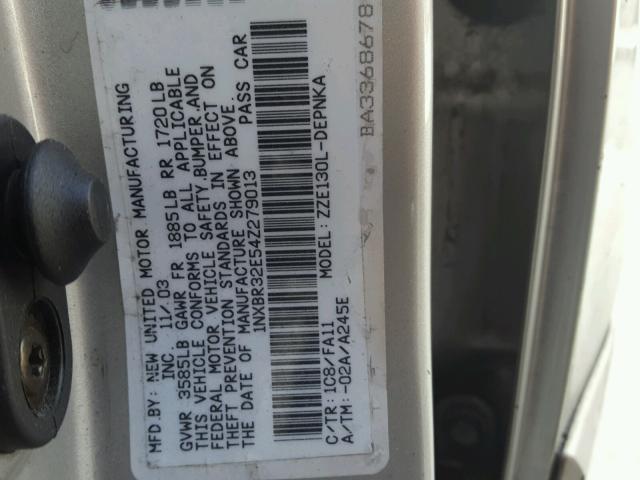 MFD.BY: NEW UNITED MOTOR MANUFACTURING
INC. 11/03
GVWR 3585LB GAWR FR 1885LB RR 1720LB
THIS VEHICLE CONFORMS TO ALL APPLICABLE
FEDERAL MOTOR VEHICLE SAFETY,BUMPER,AND
THEFT PREVENTION STANDARDS IN EFFECT ON
THE DATE OF MANUFACTURE SHOWN ABOVE.
1NXBR32E54Z279013 PASS CAR
MODEL: ZZE130L-DEPNKA
C/TR: 1C8/FA11
A/TM: -02A/A245E
BA3368678